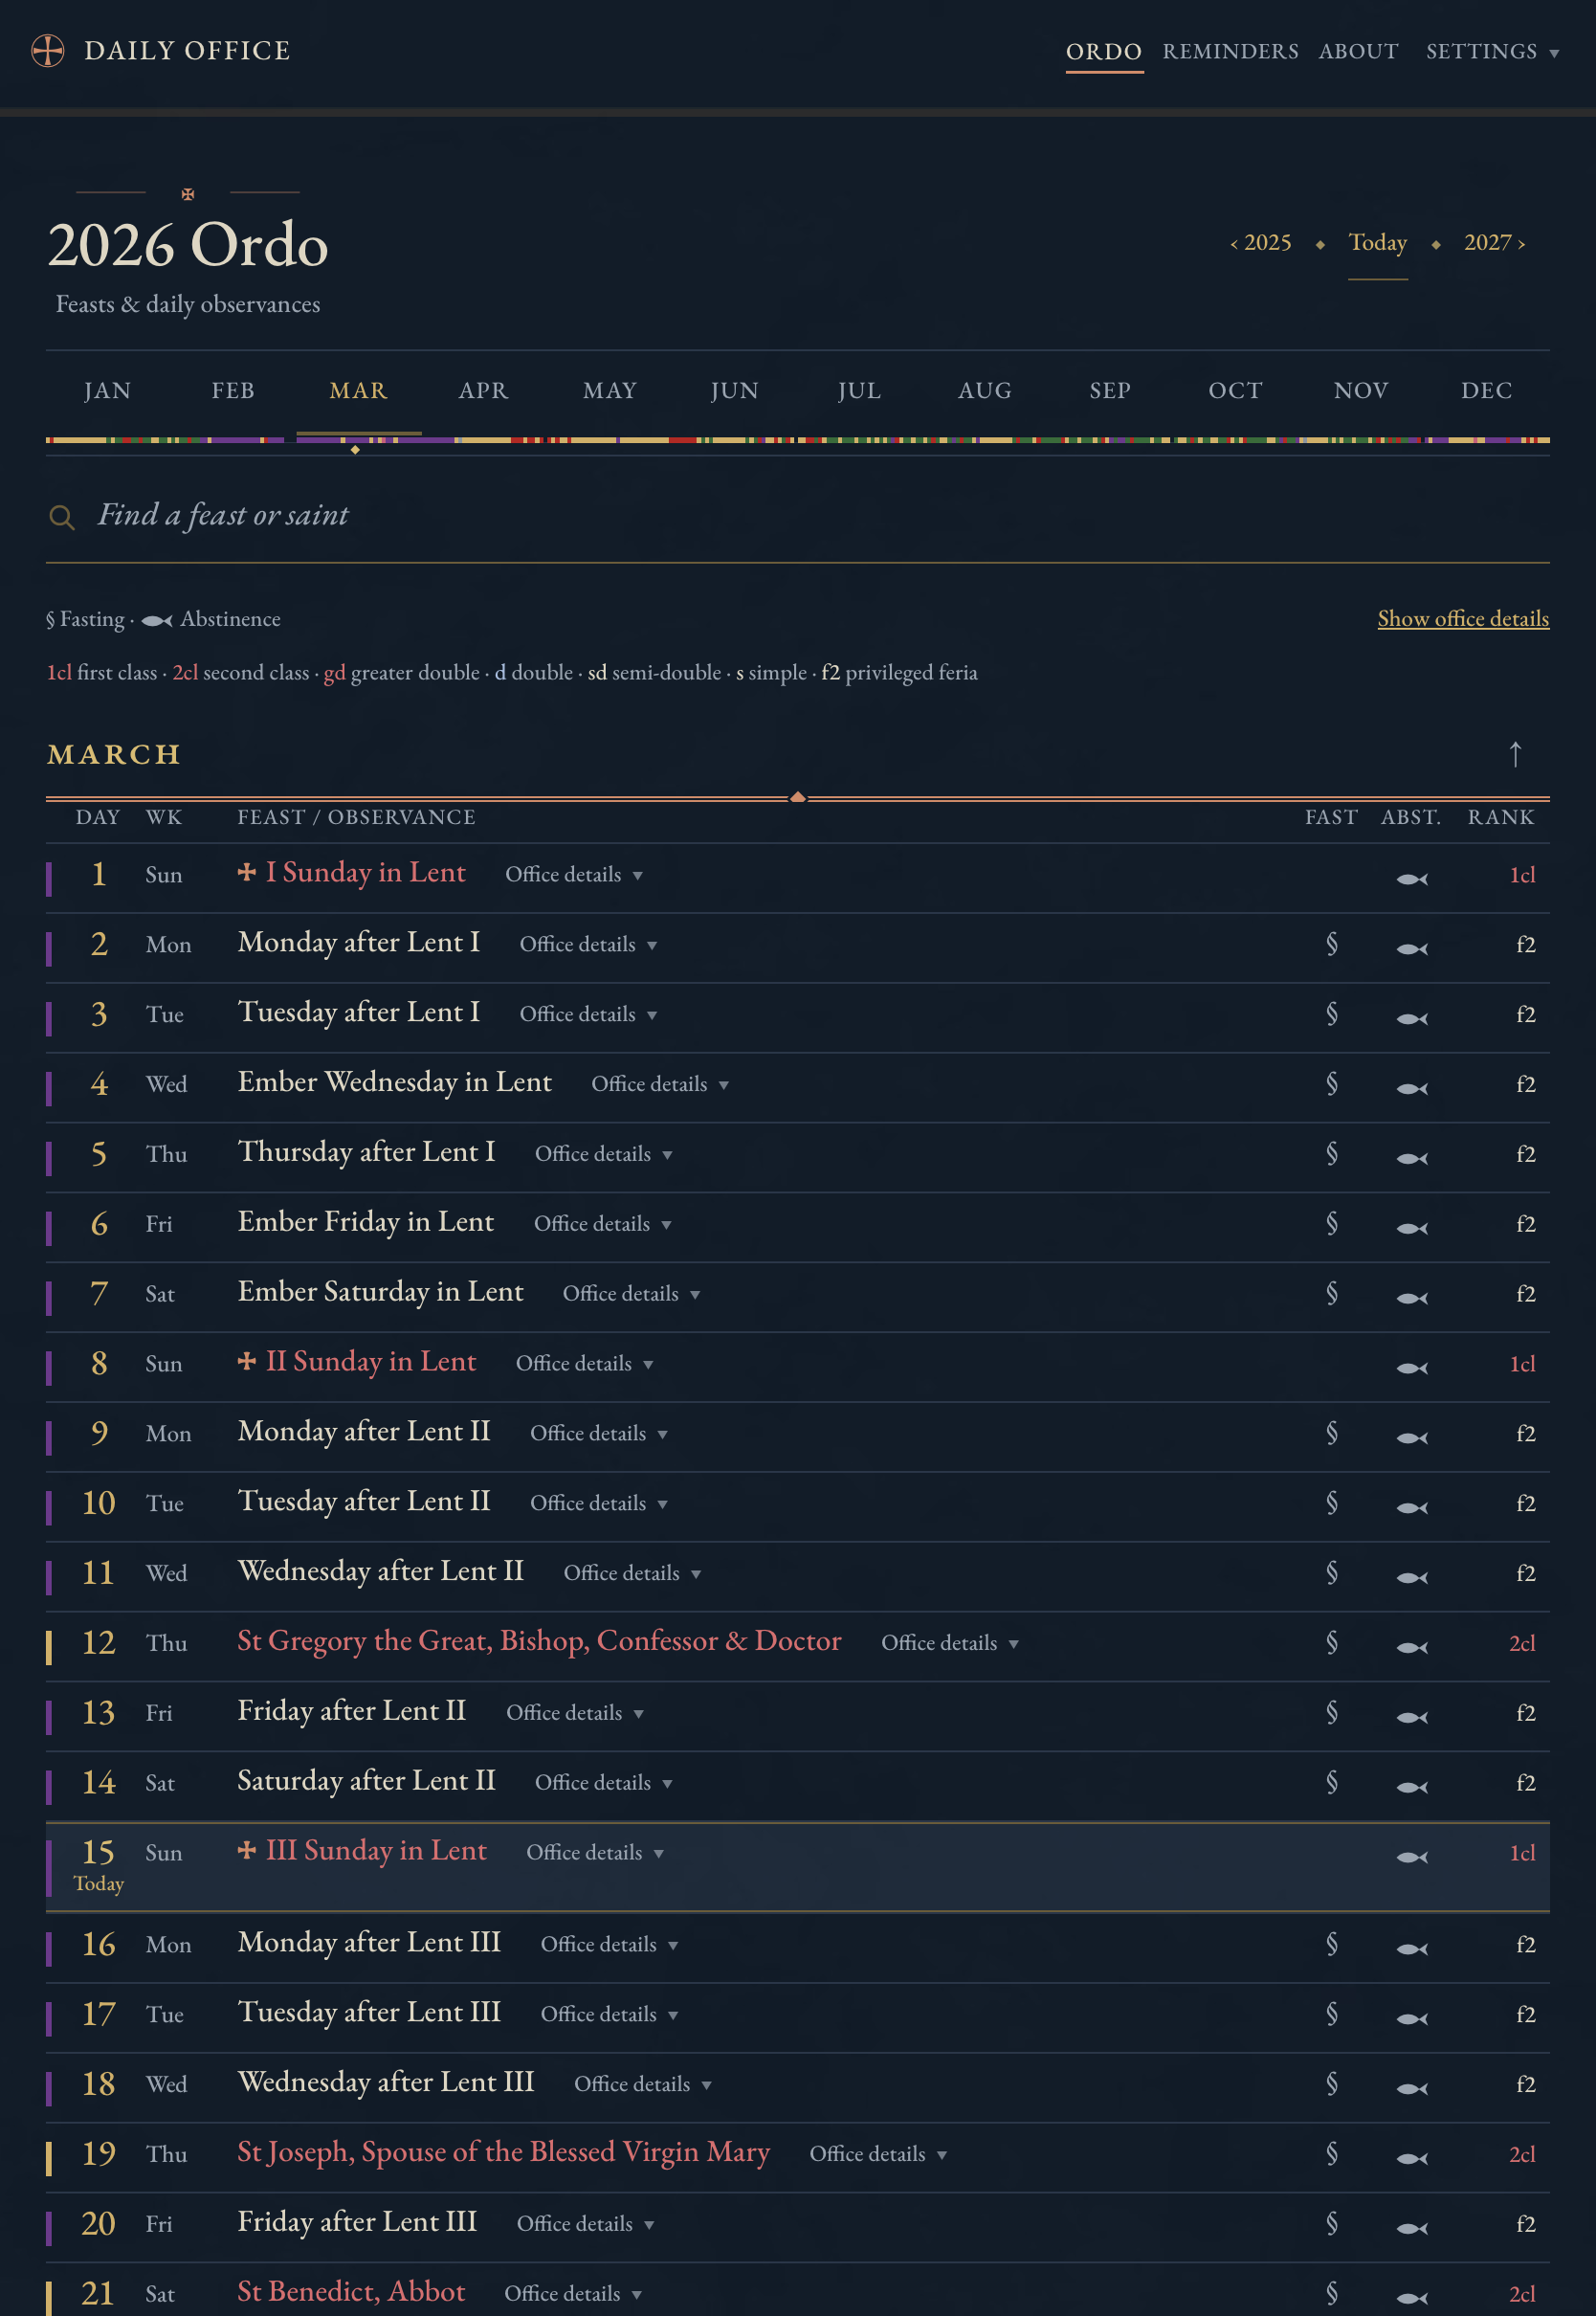 DAILY OFFICE
ORDO REMINDERS ABOUT SETTINGS ▼
2026 Ordo
‹ 2025 ◆ Today ◆ 2027 ›
Feasts & daily observances
JAN FEB MAR APR MAY JUN JUL AUG SEP OCT NOV DEC
Find a feast or saint
§ Fasting · Abstinence
Show office details
1cl first class · 2cl second class · gd greater double · d double · sd semi-double · s simple · f2 privileged feria
MARCH ↑
DAY WK FEAST / OBSERVANCE FAST ABST. RANK
1 Sun ✠ I Sunday in Lent Office details ▼ 1cl
2 Mon Monday after Lent I Office details ▼ § f2
3 Tue Tuesday after Lent I Office details ▼ § f2
4 Wed Ember Wednesday in Lent Office details ▼ § f2
5 Thu Thursday after Lent I Office details ▼ § f2
6 Fri Ember Friday in Lent Office details ▼ § f2
7 Sat Ember Saturday in Lent Office details ▼ § f2
8 Sun ✠ II Sunday in Lent Office details ▼ 1cl
9 Mon Monday after Lent II Office details ▼ § f2
10 Tue Tuesday after Lent II Office details ▼ § f2
11 Wed Wednesday after Lent II Office details ▼ § f2
12 Thu St Gregory the Great, Bishop, Confessor & Doctor Office details ▼ § 2cl
13 Fri Friday after Lent II Office details ▼ § f2
14 Sat Saturday after Lent II Office details ▼ § f2
15 Sun ✠ III Sunday in Lent Office details ▼ 1cl
Today
16 Mon Monday after Lent III Office details ▼ § f2
17 Tue Tuesday after Lent III Office details ▼ § f2
18 Wed Wednesday after Lent III Office details ▼ § f2
19 Thu St Joseph, Spouse of the Blessed Virgin Mary Office details ▼ § 2cl
20 Fri Friday after Lent III Office details ▼ § f2
21 Sat St Benedict, Abbot Office details ▼ § 2cl